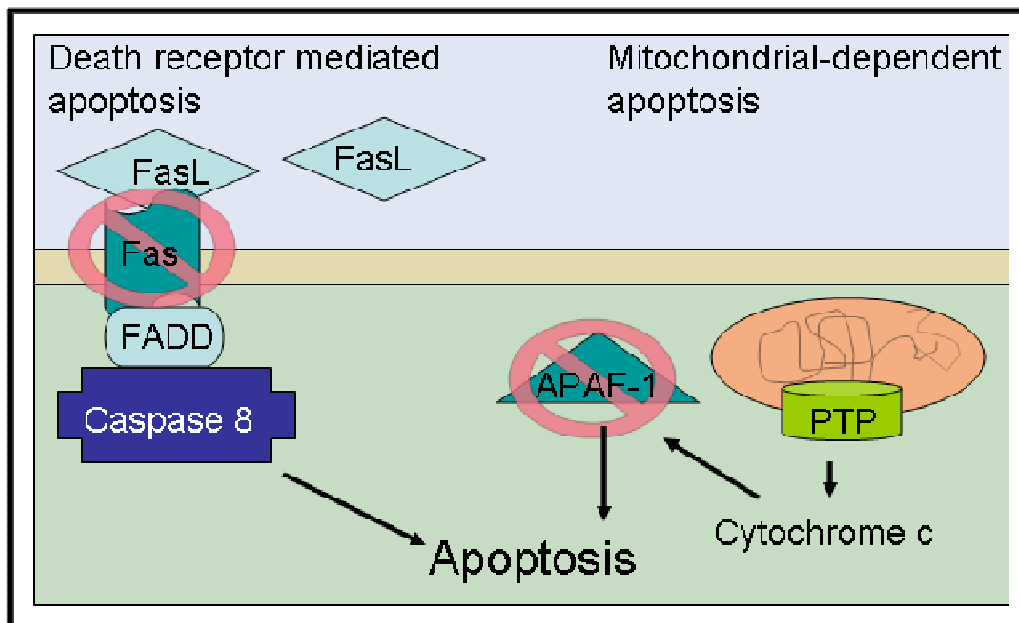 Death receptor mediated
apoptosis
Mitochondrial-dependent
apoptosis
FasL
FasL
Fas
FADD
Caspase 8
APAF-1
PTP
Cytochrome c
Apoptosis